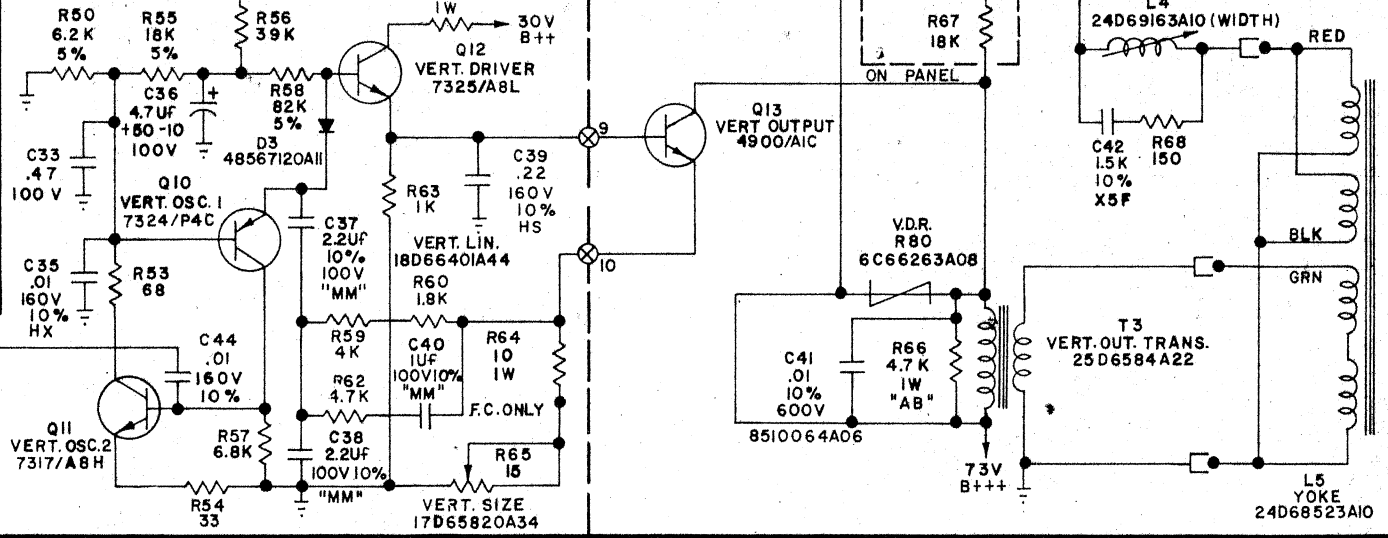 R50
6.2 K
5%
R55
18K
5%
R56
39K
1W
30V
B++
Q12
VERT. DRIVER
7325/A8L
R67
18K
ON PANEL
L4
24D69163A10 (WIDTH)
RED
C36
4.7UF
+50-10
100V
+
R58
82K
5%
D3
48S67120A11
C33
.47
100 V
Q10
VERT. OSC. 1
7324/P4C
9
Q13
VERT OUTPUT
4900/A1C
C42
1.5K
10%
X5F
R68
150
R63
1K
C39
.22
160V
10%
HS
C37
2.2UF
10%
100V
"MM"
VERT. LIN.
18D66401A44
R60
1.8K
10
V.D.R.
R80
6C66263A08
BLK
GRN
C35
.01
160V
10%
HX
R53
68
R59
4K
C40
1UF
100V10%
"MM"
R64
10
1W
C44
.01
160V
10%
R62
4.7K
F.C. ONLY
C41
.01
10%
600V
8S10064A06
R66
4.7K
1W
"AB"
T3
VERT. OUT. TRANS.
25D6584A22
Q11
VERT. OSC.2
7317/A8H
R57
6.8K
C38
2.2UF
100V10%
"MM"
R65
15
VERT. SIZE
17D65820A34
73V
B+++
R54
33
L5
YOKE
24D68523A10